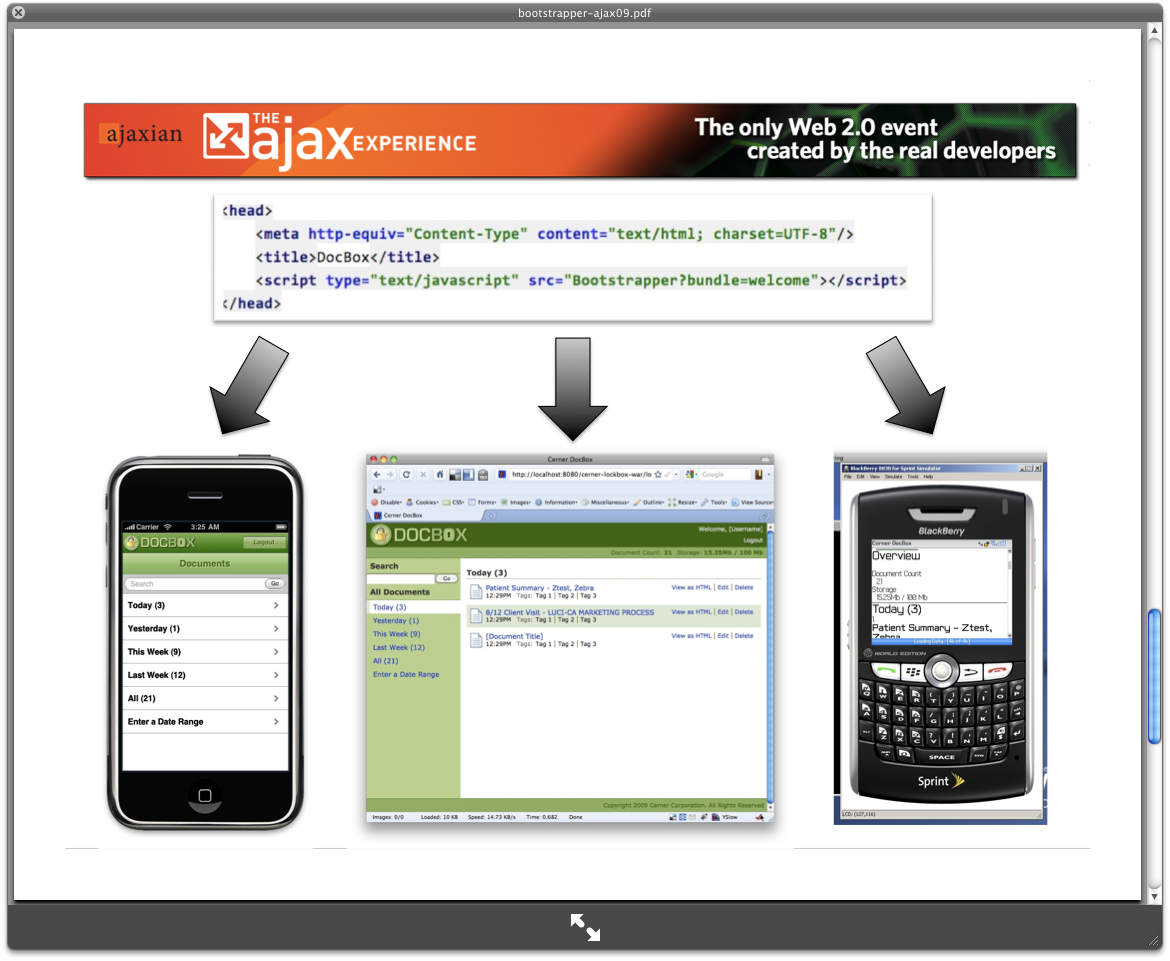 bootstrapper-ajax09.pdf
ajaxian
THE
ajax EXPERIENCE
The only Web 2.0 event
created by the real developers
<head>
<meta http-equiv="Content-Type" content="text/html; charset=UTF-8"/>
<title>DocBox</title>
<script type="text/javascript" src="Bootstrapper?bundle=welcome"></script>
</head>
Carrier 3:25 AM
DOCBOX Logout
Documents
Search Go
Today (3)
Yesterday (1)
This Week (9)
Last Week (12)
All (21)
Enter a Date Range
Cerner DocBox
http://localhost:8080/cerner-lockbox-war/lo Google
Disable Cookies CSS Forms Images Information Miscellaneous Outline Resize Tools View Source
Cerner DocBox
DOCBOX
Welcome, [Username]
Logout
Document Count: 21 Storage: 15.25Mb / 100 Mb
Search
Go
All Documents
Today (3)
Yesterday (1)
This Week (9)
Last Week (12)
All (21)
Enter a Date Range
Today (3)
Patient Summary - Ztest, Zebra View as HTML | Edit | Delete
12:29PM Tags: Tag 1 | Tag 2 | Tag 3
8/12 Client Visit - LUCI-CA MARKETING PROCESS View as HTML | Edit | Delete
12:29PM Tags: Tag 1 | Tag 2 | Tag 3
[Document Title] View as HTML | Edit | Delete
12:29PM Tags: Tag 1 | Tag 2 | Tag 3
Copyright 2009 Cerner Corporation. All Rights Reserved
Images: 0/0 Loaded: 10 KB Speed: 14.73 KB/s Time: 0.682 Done YSlow
ing
BlackBerry 8830 for Sprint Simulator
File Edit View Simulate Tools Help
BlackBerry
Cerner DocBox
Overview
Document Count
21
Storage
15.25Mb / 100 Mb
Today (3)
1
Patient Summary - Ztest,
Zebra
Loading Data: [4k of 4k]
WORLD EDITION
Q W E R T Y U I O P
A S D F G H J K L
Z X C V B N M $
SPACE
Sprint
LCD: (127,116)